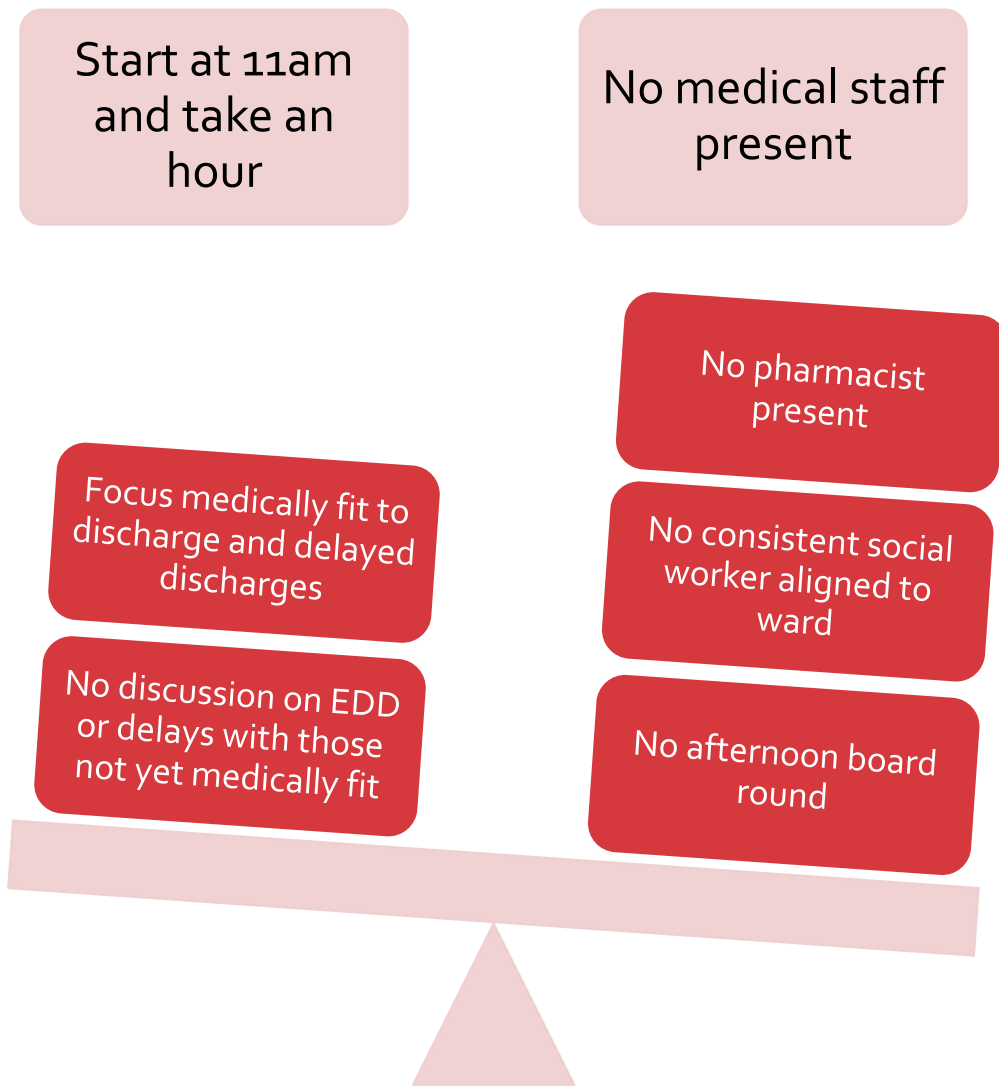 Start at 11am
and take an
hour
No medical staff
present
No pharmacist
present
Focus medically fit to
discharge and delayed
discharges
No consistent social
worker aligned to
ward
No discussion on EDD
or delays with those
not yet medically fit
No afternoon board
round